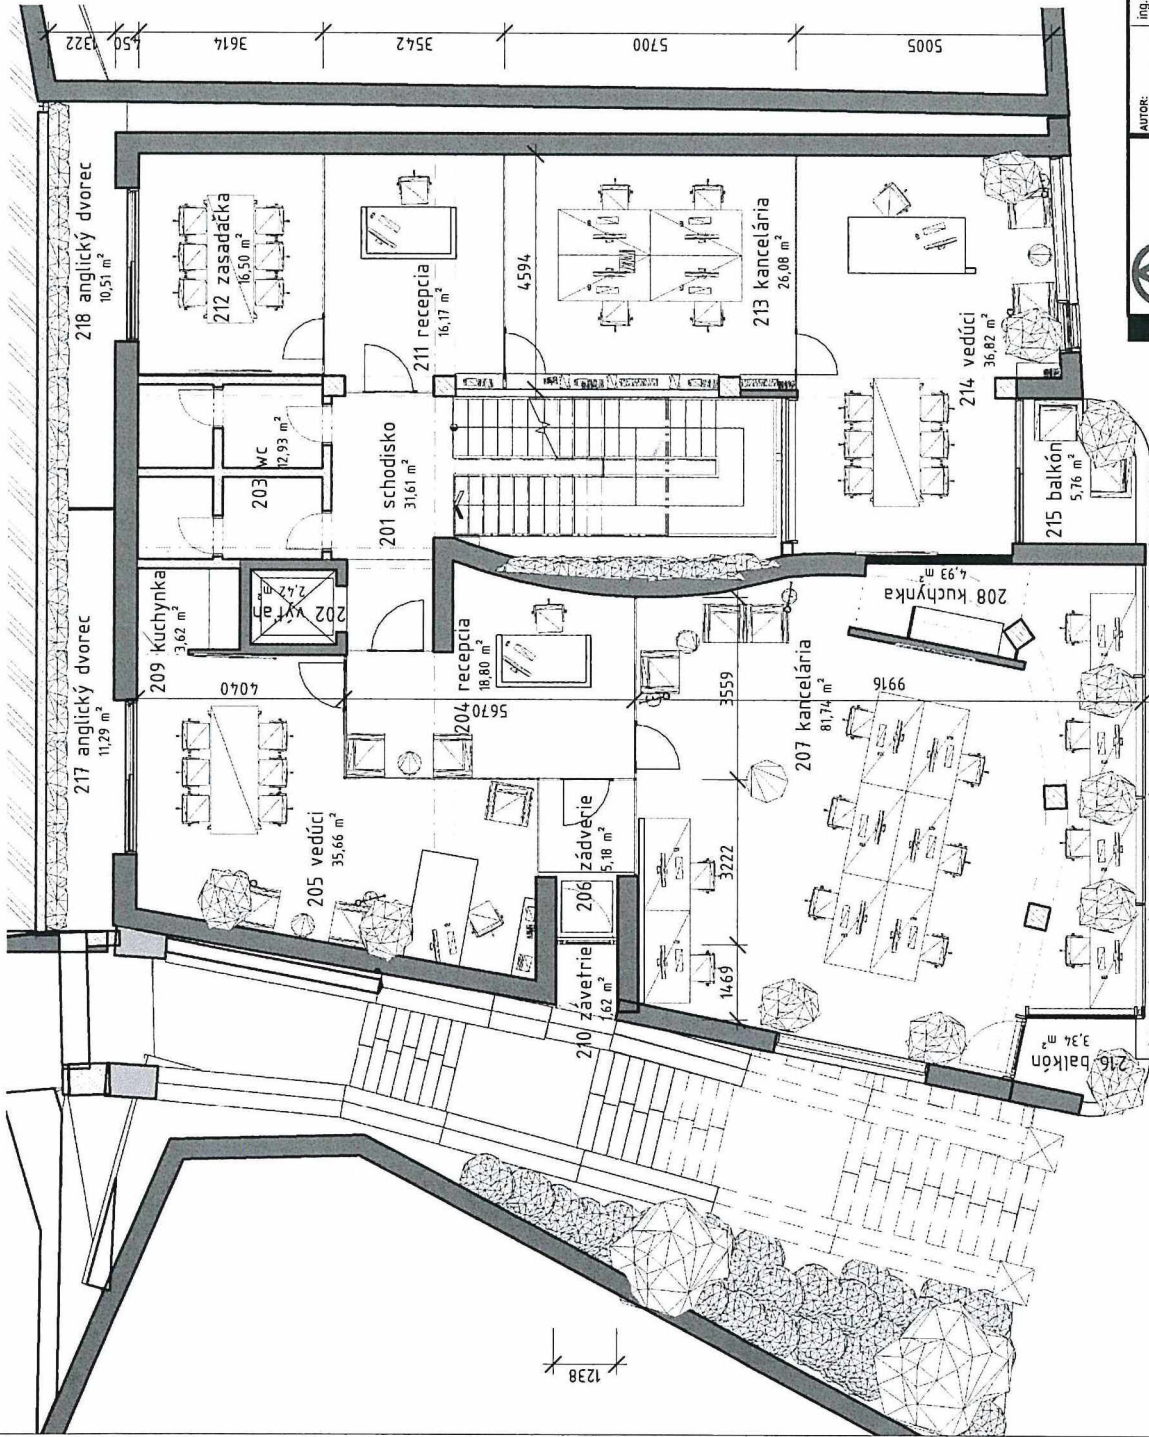 1322
450
3614
3542
5700
5005
AUTOR:
ing.
218 anglický dvorec
10,51 m²
217 anglický dvorec
11,29 m²
212 zasadačka
16,50 m²
211 recepcia
16,17 m²
4594
213 kancelária
26,08 m²
214 vedúci
36,82 m²
203 WC
12,93 m²
201 schodisko
31,61 m²
215 balkón
5,76 m²
209 kuchynka
3,62 m²
202 výťah
2,42 m²
4040
204 recepcia
18,80 m²
5670
208 kuchynka
4,93 m²
3559
207 kancelária
81,74 m²
9916
205 vedúci
35,66 m²
206 zádverie
5,18 m²
3222
210 závetrie
1,62 m²
1469
216 balkón
3,34 m²
1238